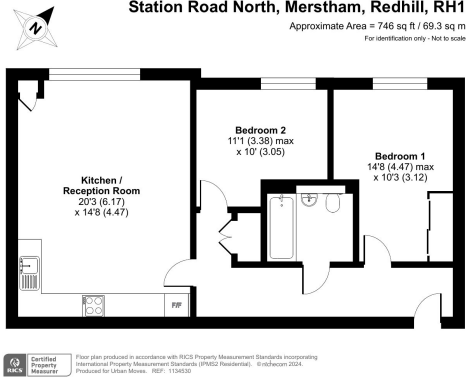 Station Road North, Merstham, Redhill, RH1
Approximate Area = 746 sq ft / 69.3 sq m
For identification only - Not to scale
N
Bedroom 2
11'1 (3.38) max
x 10' (3.05)
Bedroom 1
14'8 (4.47) max
x 10'3 (3.12)
Kitchen /
Reception Room
20'3 (6.17)
x 14'8 (4.47)
F/F
RICS
Certified
Property
Measurer
Floor plan produced in accordance with RICS Property Measurement Standards incorporating
International Property Measurement Standards (IPMS2 Residential). © nichecom 2024.
Produced for Urban Moves. REF: 1134530